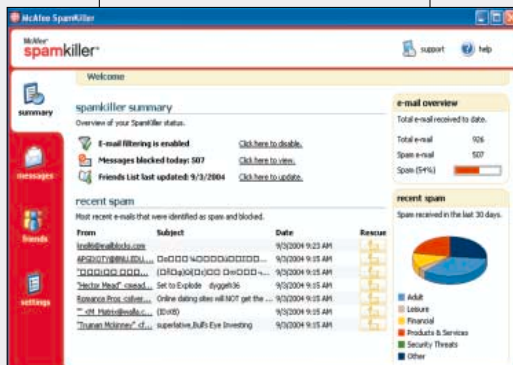 McAfee SpamKiller
McAfee
spamkiller
support
help
Welcome
summary
messages
friends
settings
spamkiller summary
Overview of your SpamKiller status.
E-mail filtering is enabled
Click here to disable.
Messages blocked today: 507
Click here to view.
Friends List last updated: 9/3/2004
Click here to update.
recent spam
Most recent e-mails that were identified as spam and blocked.
From Subject Date Rescue
9/3/2004 9:23 AM
9/3/2004 9:15 AM
9/3/2004 9:15 AM
"Hector Mead" <mead... Set to Explode dyggeh36 9/3/2004 9:15 AM
Romance Pros <oliver... Online dating sites will NOT get the ... 9/3/2004 9:15 AM
9/3/2004 9:15 AM
"Truman Mckinney" <f... superlative,Bull's Eye Investing 9/3/2004 9:15 AM
e-mail overview
Total e-mail received to date.
Total e-mail 926
Spam e-mail 507
Spam (54%)
recent spam
Spam received in the last 30 days.
Adult
Leisure
Financial
Products & Services
Security Threats
Other